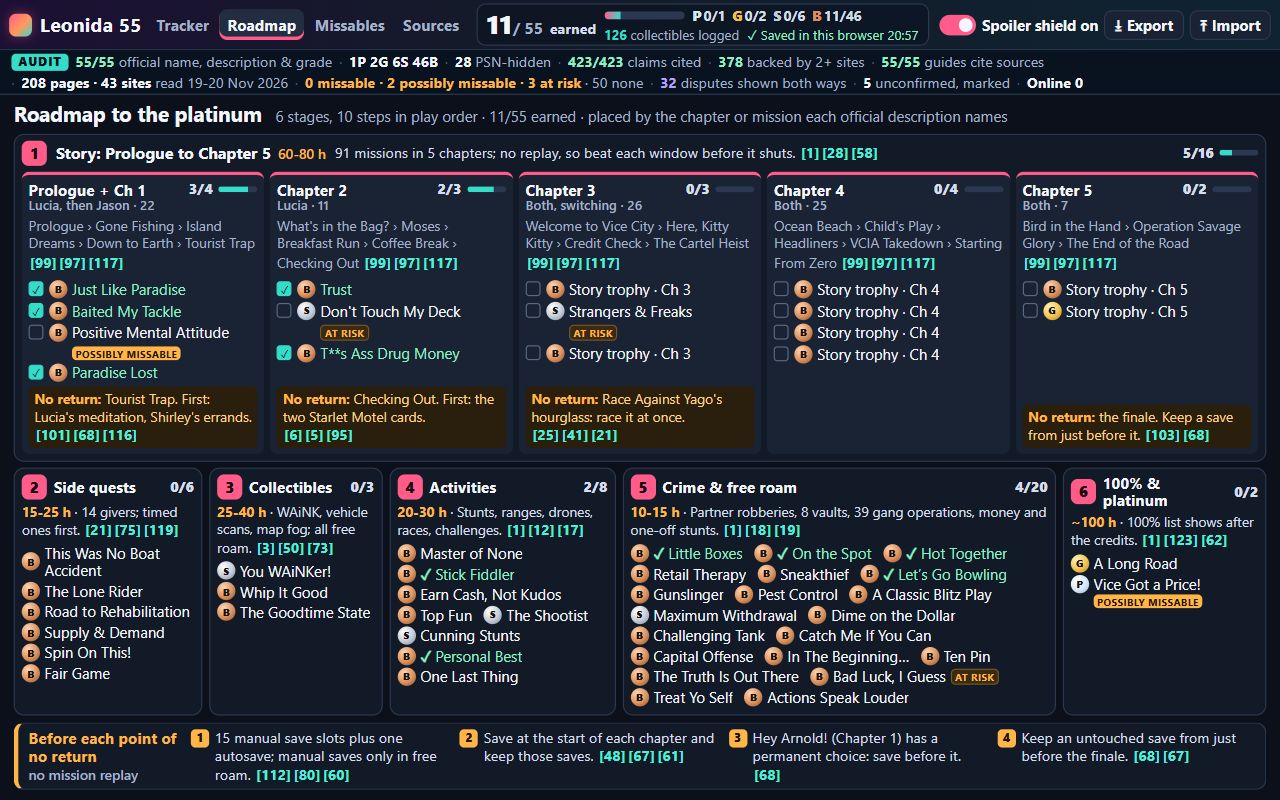 Leonida 55 Tracker Roadmap Missables Sources 11 / 55 earned P0/1 G0/2 S0/6 B11/46 Spoiler shield on Export Import
126 collectibles logged ✓ Saved in this browser 20:57
AUDIT 55/55 official name, description & grade · 1P 2G 6S 46B · 28 PSN-hidden · 423/423 claims cited · 378 backed by 2+ sites · 55/55 guides cite sources
· 208 pages · 43 sites read 19-20 Nov 2026 · 0 missable · 2 possibly missable · 3 at risk · 50 none · 32 disputes shown both ways · 5 unconfirmed, marked · Online 0
Roadmap to the platinum 6 stages, 10 steps in play order · 11/55 earned · placed by the chapter or mission each official description names
1 Story: Prologue to Chapter 5 60-80 h 91 missions in 5 chapters; no replay, so beat each window before it shuts. [1] [28] [58] 5/16
Prologue + Ch 1 3/4
Lucia, then Jason · 22
Prologue › Gone Fishing › Island
Dreams › Down to Earth › Tourist Trap
[99] [97] [117]
✓ B Just Like Paradise
✓ B Baited My Tackle
B Positive Mental Attitude
POSSIBLY MISSABLE
✓ B Paradise Lost
No return: Tourist Trap. First:
Lucia's meditation, Shirley's errands.
[101] [68] [116]
Chapter 2 2/3
Lucia · 11
What's in the Bag? › Moses ›
Breakfast Run › Coffee Break ›
Checking Out [99] [97] [117]
✓ B Trust
S Don't Touch My Deck
AT RISK
✓ B T**s Ass Drug Money
No return: Checking Out. First: the
two Starlet Motel cards.
[6] [5] [95]
Chapter 3 0/3
Both, switching · 26
Welcome to Vice City › Here, Kitty
Kitty › Credit Check › The Cartel Heist
[99] [97] [117]
B Story trophy · Ch 3
S Strangers & Freaks
AT RISK
B Story trophy · Ch 3
No return: Race Against Yago's
hourglass: race it at once.
[25] [41] [21]
Chapter 4 0/4
Both · 25
Ocean Beach › Child's Play ›
Headliners › VCIA Takedown › Starting
From Zero [99] [97] [117]
B Story trophy · Ch 4
B Story trophy · Ch 4
B Story trophy · Ch 4
B Story trophy · Ch 4
Chapter 5 0/2
Both · 7
Bird in the Hand › Operation Savage
Glory › The End of the Road
[99] [97] [117]
B Story trophy · Ch 5
G Story trophy · Ch 5
No return: the finale. Keep a save
from just before it. [103] [68]
2 Side quests 0/6
15-25 h · 14 givers; timed
ones first. [21] [75] [119]
B This Was No Boat
Accident
B The Lone Rider
B Road to Rehabilitation
B Supply & Demand
B Spin On This!
B Fair Game
3 Collectibles 0/3
25-40 h · WAiNK, vehicle
scans, map fog; all free
roam. [3] [50] [73]
S You WAiNKer!
B Whip It Good
B The Goodtime State
4 Activities 2/8
20-30 h · Stunts, ranges, drones,
races, challenges. [1] [12] [17]
B Master of None
B ✓ Stick Fiddler
B Earn Cash, Not Kudos
B Top Fun S The Shootist
S Cunning Stunts
B ✓ Personal Best
B One Last Thing
5 Crime & free roam 4/20
10-15 h · Partner robberies, 8 vaults, 39 gang operations, money and
one-off stunts. [1] [18] [19]
B ✓ Little Boxes B ✓ On the Spot B ✓ Hot Together
B Retail Therapy B Sneakthief B ✓ Let's Go Bowling
B Gunslinger B Pest Control B A Classic Blitz Play
S Maximum Withdrawal B Dime on the Dollar
B Challenging Tank B Catch Me If You Can
B Capital Offense B In The Beginning... B Ten Pin
B The Truth Is Out There B Bad Luck, I Guess AT RISK
B Treat Yo Self B Actions Speak Louder
6 100% &
platinum 0/2
~100 h · 100% list shows after
the credits. [1] [123] [62]
G A Long Road
P Vice Got a Price!
POSSIBLY MISSABLE
Before each point of
no return
no mission replay
1 15 manual save slots plus one
autosave; manual saves only in free
roam. [112] [80] [60]
2 Save at the start of each chapter and
keep those saves. [48] [67] [61]
3 Hey Arnold! (Chapter 1) has a
permanent choice: save before it.
[68]
4 Keep an untouched save from just
before the finale. [68] [67]